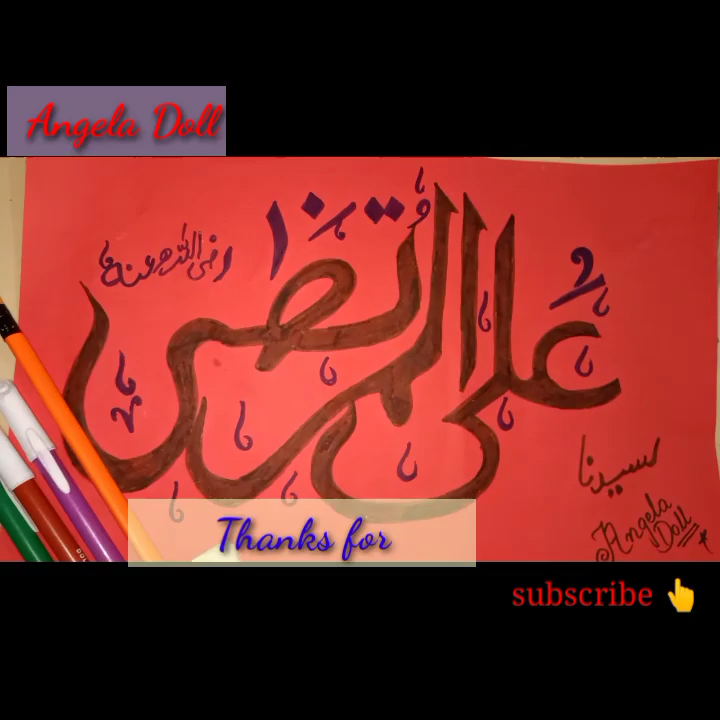 Angela Doll
رضی اللہ عنہ
علی المرتضی
سیدنا
Angela
Doll
Thanks for
subscribe 👆